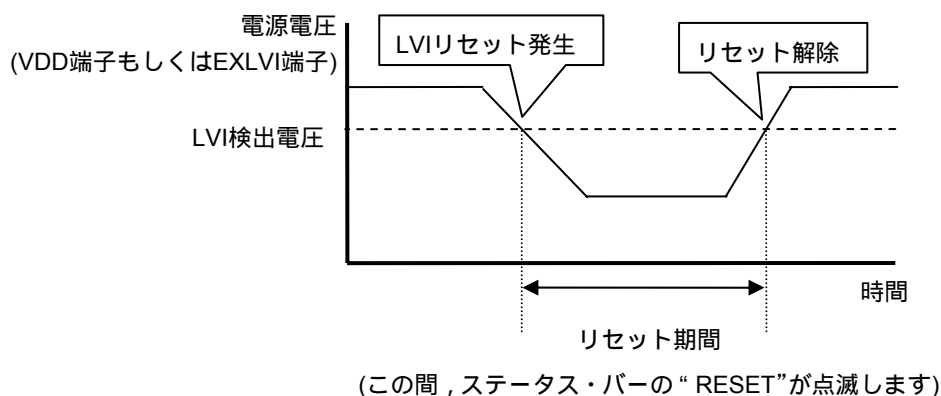 電源電圧
(VDD端子もしくはEXLVI端子)
LVIリセット発生
リセット解除
LVI検出電圧
時間
リセット期間
(この間，ステータス・バーの“ RESET”が点滅します)